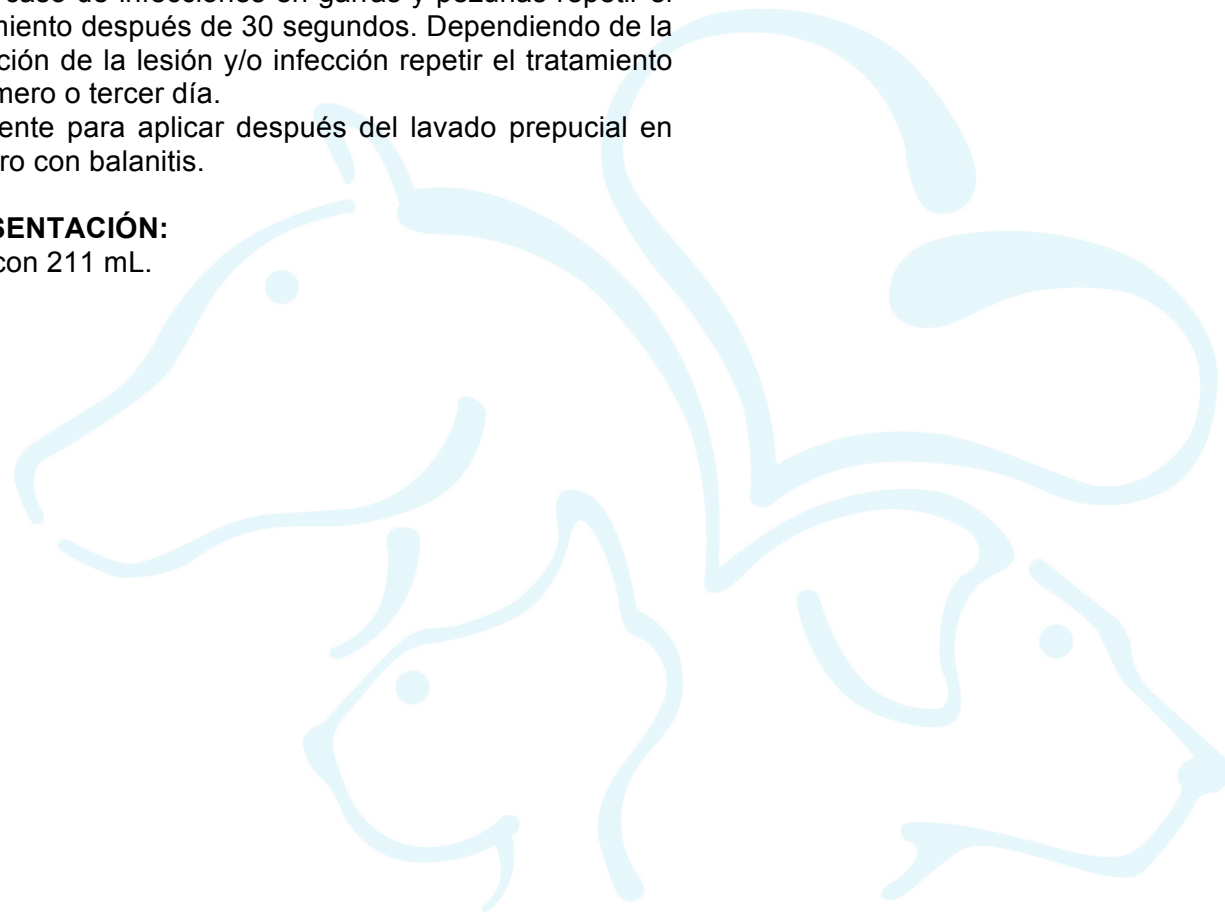 caso de infecciones en garras y pezuñas repetir el
miento después de 30 segundos. Dependiendo de la
ción de la lesión y/o infección repetir el tratamiento
mero o tercer día.
ente para aplicar después del lavado prepucial en
ro con balanitis.
SENTACIÓN:
con 211 mL.